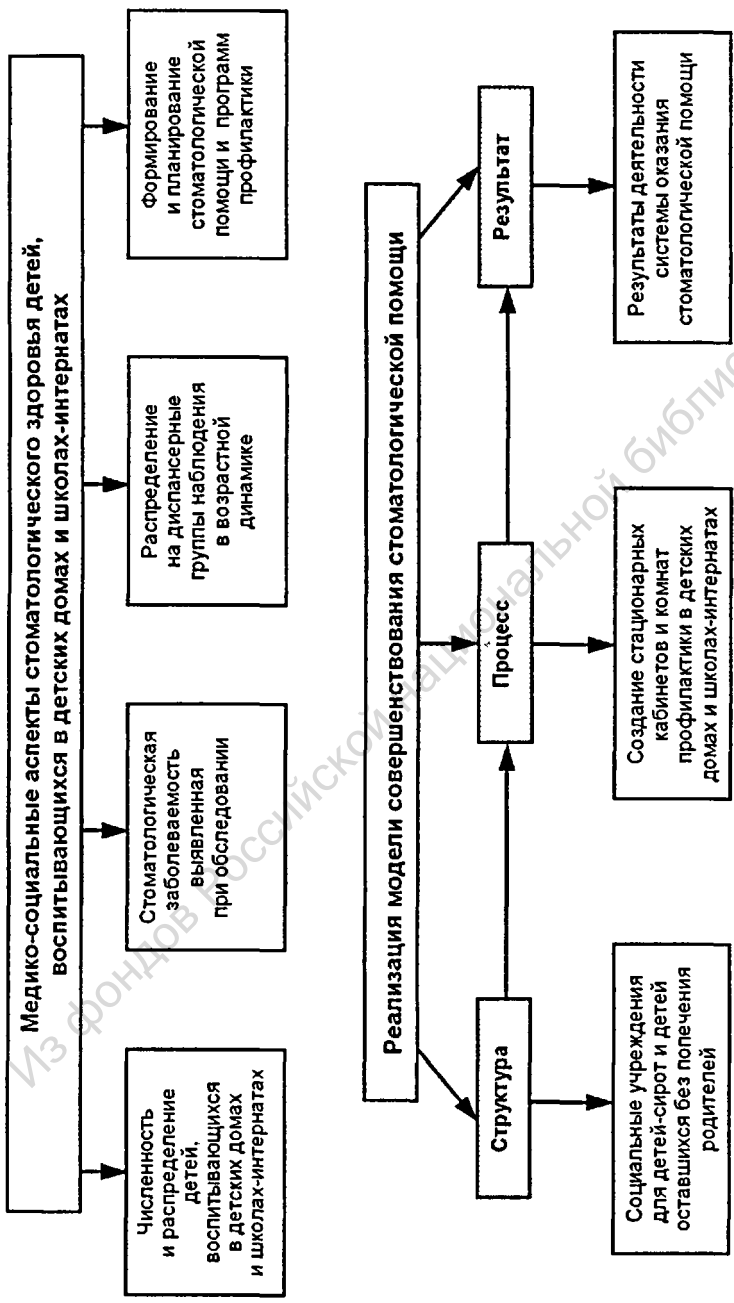 Медико-социальные аспекты стоматологического здоровья детей,
воспитывающихся в детских домах и школах-интернатах
Численность
и распределение
детей,
воспитывающихся
в детских домах
и школах-интернатах
Стоматологическая
заболеваемость
выявленная
при обследовании
Распределение
на диспансерные
группы наблюдения
в возрастной
динамике
Формирование
и планирование
стоматологической
помощи и программ
профилактики
Реализация модели совершенствования стоматологической помощи
Структура
Процесс
Результат
Социальные учреждения
для детей-сирот и детей
оставшихся без попечения
родителей
Создание стационарных
кабинетов и комнат
профилактики в детских
домах и школах-интернатах
Результаты деятельности
системы оказания
стоматологической помощи
Из фондов Российской национальной библио